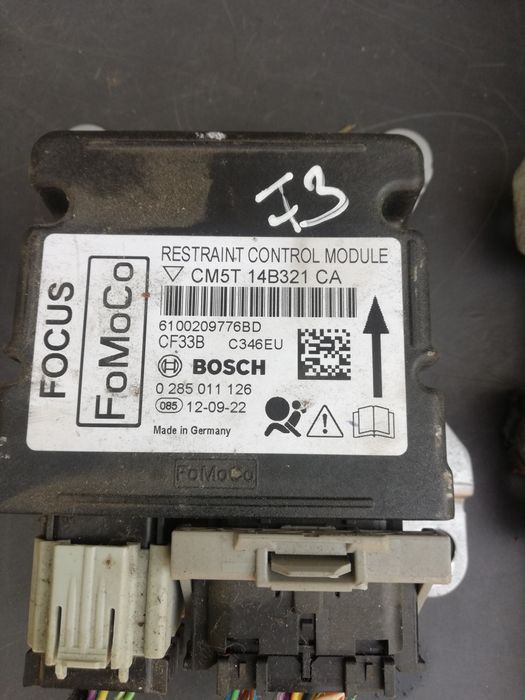 I3
RESTRAINT CONTROL MODULE
CM5T 14B321 CA
FOCUS
FoMoCo
6100209776BD
CF33B C346EU
BOSCH
0 285 011 126
085 12-09-22
Made in Germany
FoMoCo